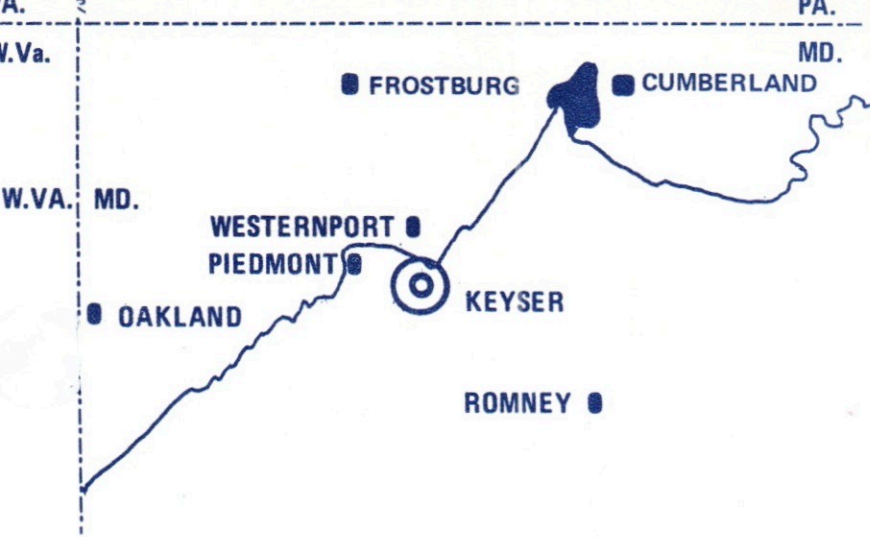 PA.
PA.
W.Va.
MD.
FROSTBURG
CUMBERLAND
W.VA.
MD.
WESTERNPORT
PIEDMONT
KEYSER
OAKLAND
ROMNEY